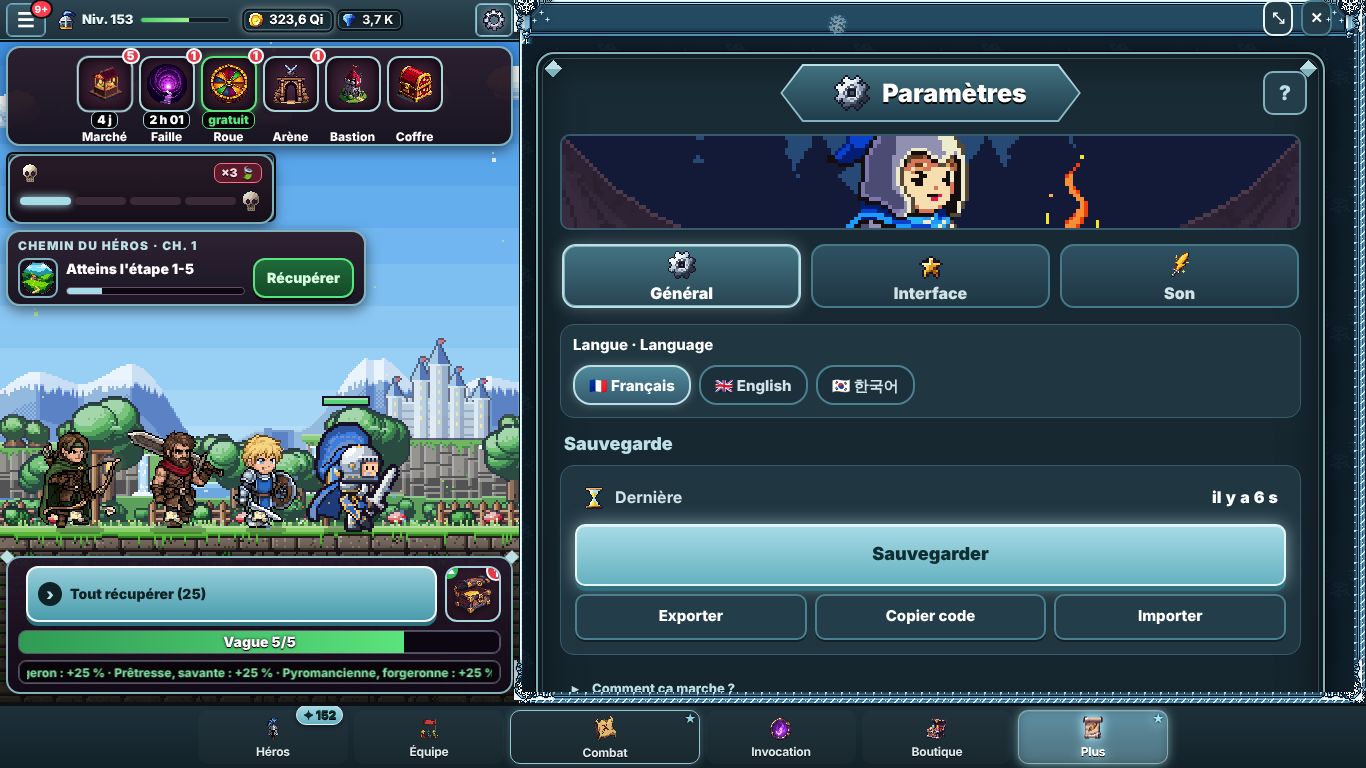 9+
Niv. 153
323,6 Qi
3,7 K
5
1
1
1
4 j
2 h 01
gratuit
Marché
Faille
Roue
Arène
Bastion
Coffre
×3
CHEMIN DU HÉROS · CH. 1
Atteins l'étape 1-5
Récupérer
Tout récupérer (25)
Vague 5/5
geron : +25 % · Prêtresse, savante : +25 % · Pyromancienne, forgeronne : +25 %
Paramètres
?
Général
Interface
Son
Langue · Language
🇫🇷 Français
🇬🇧 English
🇰🇷 한국어
Sauvegarde
Dernière
il y a 6 s
Sauvegarder
Exporter
Copier code
Importer
Comment ça marche ?
152
Héros
Équipe
Combat
Invocation
Boutique
Plus